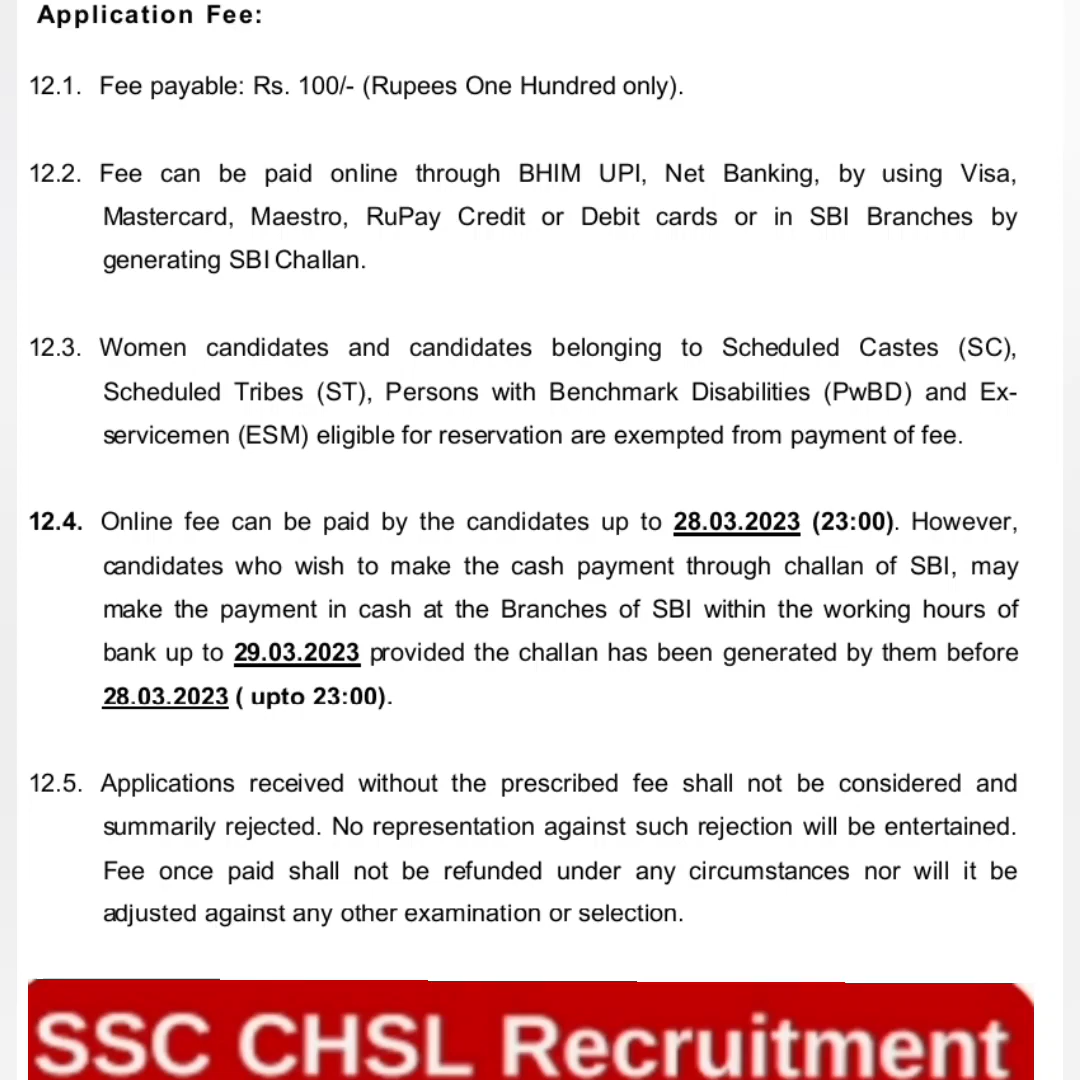 Application Fee:
12.1. Fee payable: Rs. 100/- (Rupees One Hundred only).
12.2. Fee can be paid online through BHIM UPI, Net Banking, by using Visa,
Mastercard, Maestro, RuPay Credit or Debit cards or in SBI Branches by
generating SBI Challan.
12.3. Women candidates and candidates belonging to Scheduled Castes (SC),
Scheduled Tribes (ST), Persons with Benchmark Disabilities (PwBD) and Ex-
servicemen (ESM) eligible for reservation are exempted from payment of fee.
12.4. Online fee can be paid by the candidates up to 28.03.2023 (23:00). However,
candidates who wish to make the cash payment through challan of SBI, may
make the payment in cash at the Branches of SBI within the working hours of
bank up to 29.03.2023 provided the challan has been generated by them before
28.03.2023 ( upto 23:00).
12.5. Applications received without the prescribed fee shall not be considered and
summarily rejected. No representation against such rejection will be entertained.
Fee once paid shall not be refunded under any circumstances nor will it be
adjusted against any other examination or selection.
SSC CHSL Recruitment